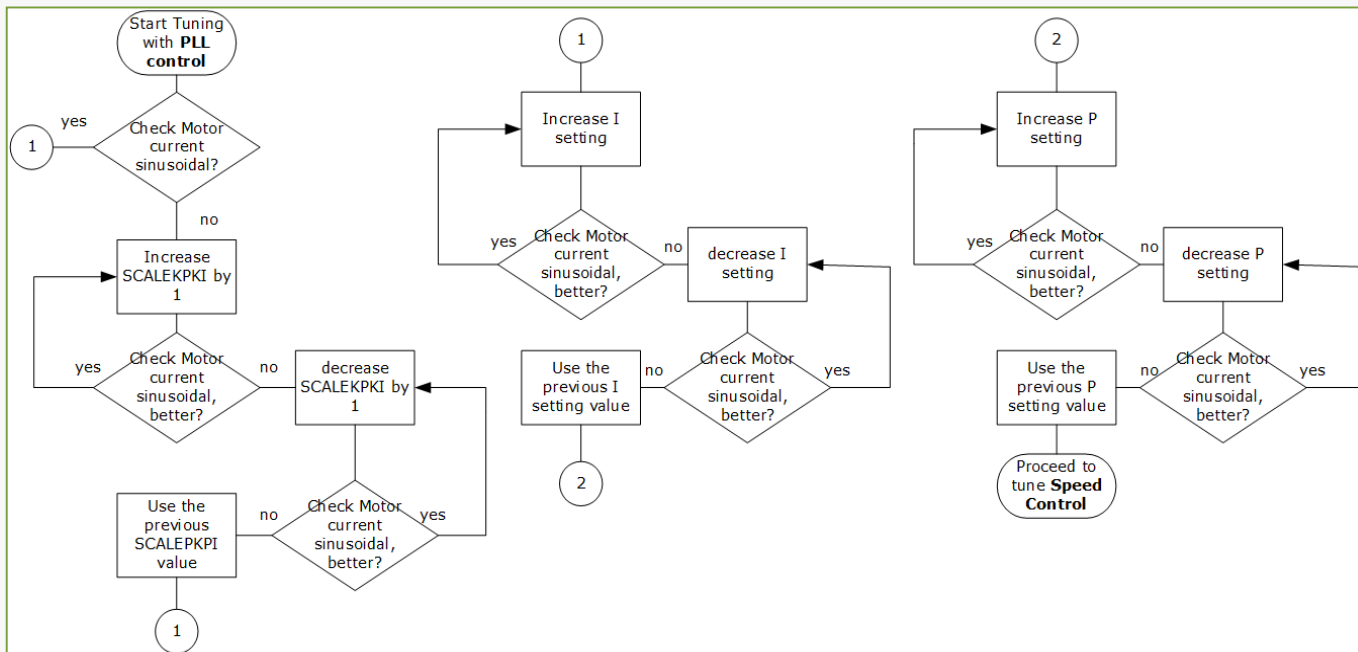 Start Tuning
with PLL
control
yes
1
Check Motor
current
sinusoidal?
no
Increase
SCALEKPKI by
1
yes
Check Motor
current
sinusoidal,
better?
no
decrease
SCALEKPKI by
1
Use the
previous
SCALEPKPI
value
no
Check Motor
current
sinusoidal,
better?
yes
1
1
Increase I
setting
yes
Check Motor
current
sinusoidal,
better?
no
decrease I
setting
Use the
previous I
setting value
no
Check Motor
current
sinusoidal,
better?
yes
2
2
Increase P
setting
yes
Check Motor
current
sinusoidal,
better?
no
decrease P
setting
Use the
previous P
setting value
no
Check Motor
current
sinusoidal,
better?
yes
Proceed to
tune Speed
Control